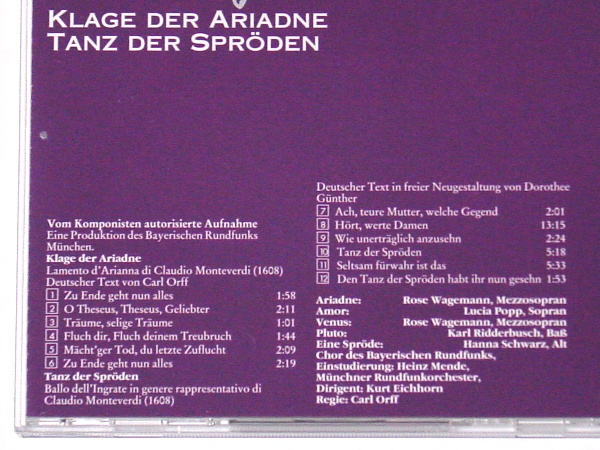 Klage der Ariadne
Tanz der Spröden
Vom Komponisten autorisierte Aufnahme
Eine Produktion des Bayerischen Rundfunks
München.
Klage der Ariadne
Lamento d'Arianna di Claudio Monteverdi (1608)
Deutscher Text von Carl Orff
1 Zu Ende geht nun alles 1:58
2 O Theseus, Theseus, Geliebter 2:11
3 Träume, selige Träume 1:01
4 Fluch dir, Fluch deinem Treubruch 1:44
5 Mächt'ger Tod, du letzte Zuflucht 2:09
6 Zu Ende geht nun alles 2:19
Tanz der Spröden
Ballo dell'Ingrate in genere rappresentativo di
Claudio Monteverdi (1608)
Deutscher Text in freier Neugestaltung von Dorothee
Günther
7 Ach, teure Mutter, welche Gegend 2:01
8 Hört, werte Damen 13:15
9 Wie unerträglich anzusehn 2:24
10 Tanz der Spröden 5:18
11 Seltsam fürwahr ist das 5:33
12 Den Tanz der Spröden habt ihr nun gesehn 1:53
Ariadne: Rose Wagemann, Mezzosopran
Amor: Lucia Popp, Sopran
Venus: Rose Wagemann, Mezzosopran
Pluto: Karl Ridderbusch, Baß
Eine Spröde: Hanna Schwarz, Alt
Chor des Bayerischen Rundfunks,
Einstudierung: Heinz Mende,
Münchner Rundfunkorchester,
Dirigent: Kurt Eichhorn
Regie: Carl Orff